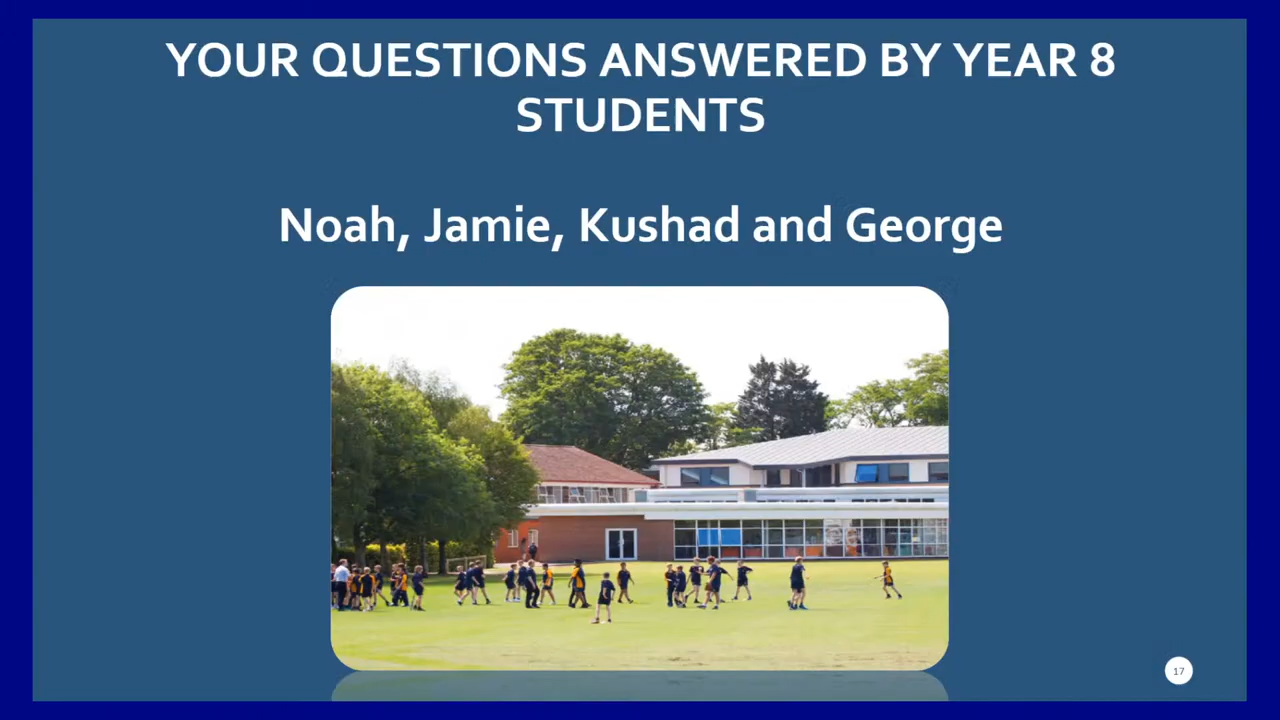 YOUR QUESTIONS ANSWERED BY YEAR 8
STUDENTS
Noah, Jamie, Kushad and George
17